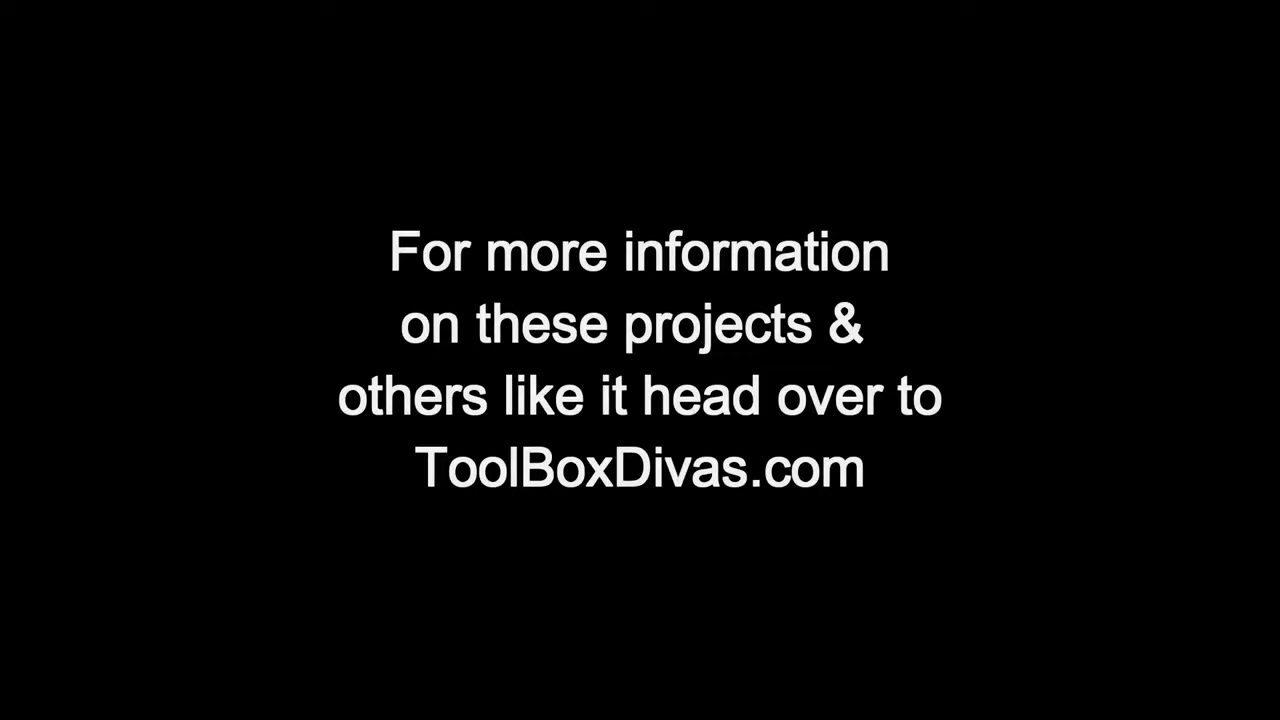 For more information
on these projects &
others like it head over to
ToolBoxDivas.com